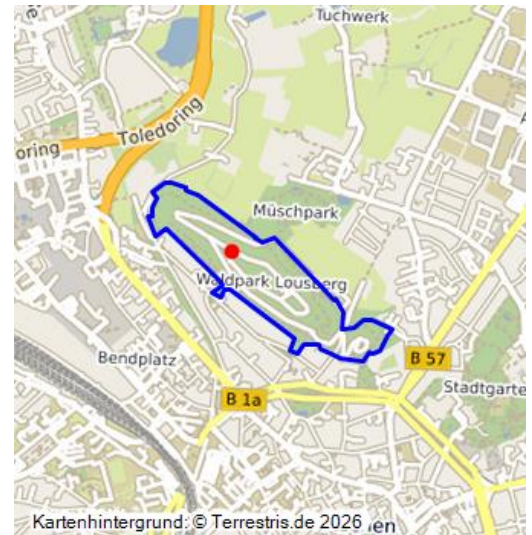 Tuchwerk
Toledoring
oring
Müschpark
Waldpark Lousberg
Bendplatz
B 57
B 1a
Stadtgarte
Kartenhintergrund: © Terrestris.de 2026